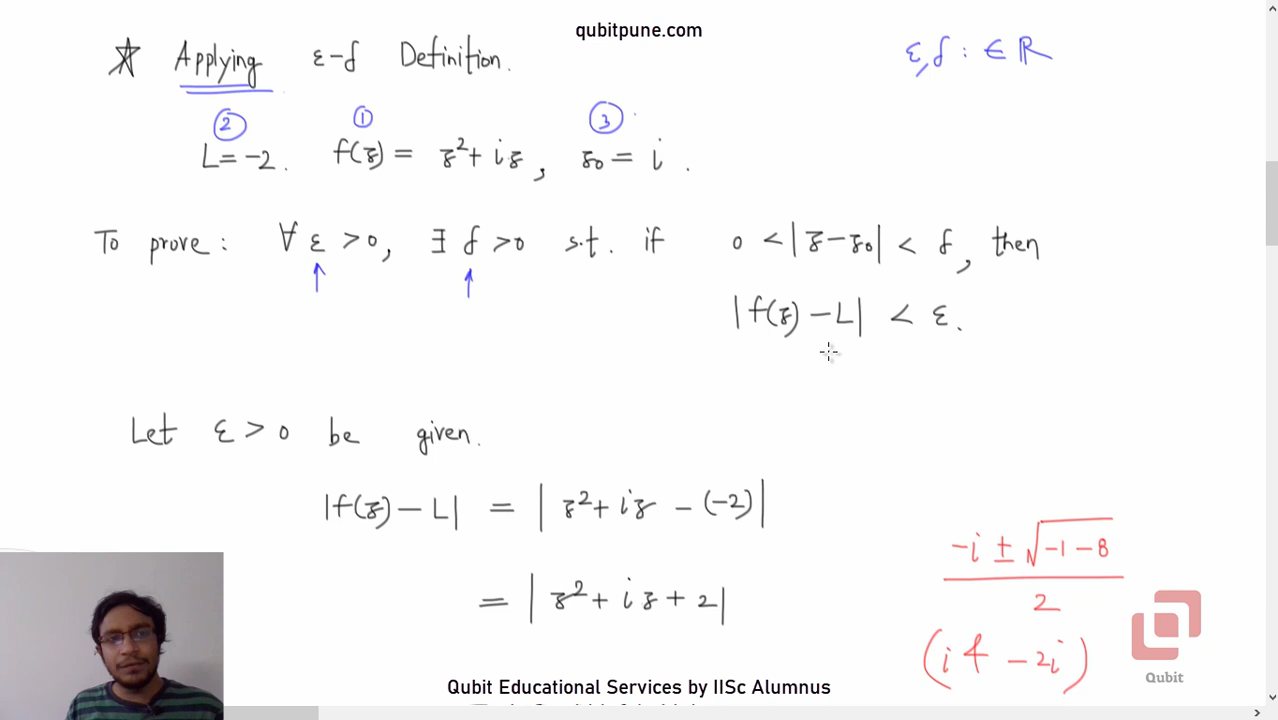 qubitpune.com
☆ Applying ε-δ Definition.
ε, δ : ∈ ℝ
② ① ③
L = -2. f(z) = z² + iz, z₀ = i.
To prove: ∀ ε > 0, ∃ δ > 0 s.t. if 0 < |z - z₀| < δ, then
|f(z) - L| < ε.
Let ε > 0 be given.
|f(z) - L| = | z² + iz - (-2) |
= | z² + iz + 2 |
-i ± √-1-8
2
(i & -2i)
Qubit
Qubit Educational Services by IISc Alumnus